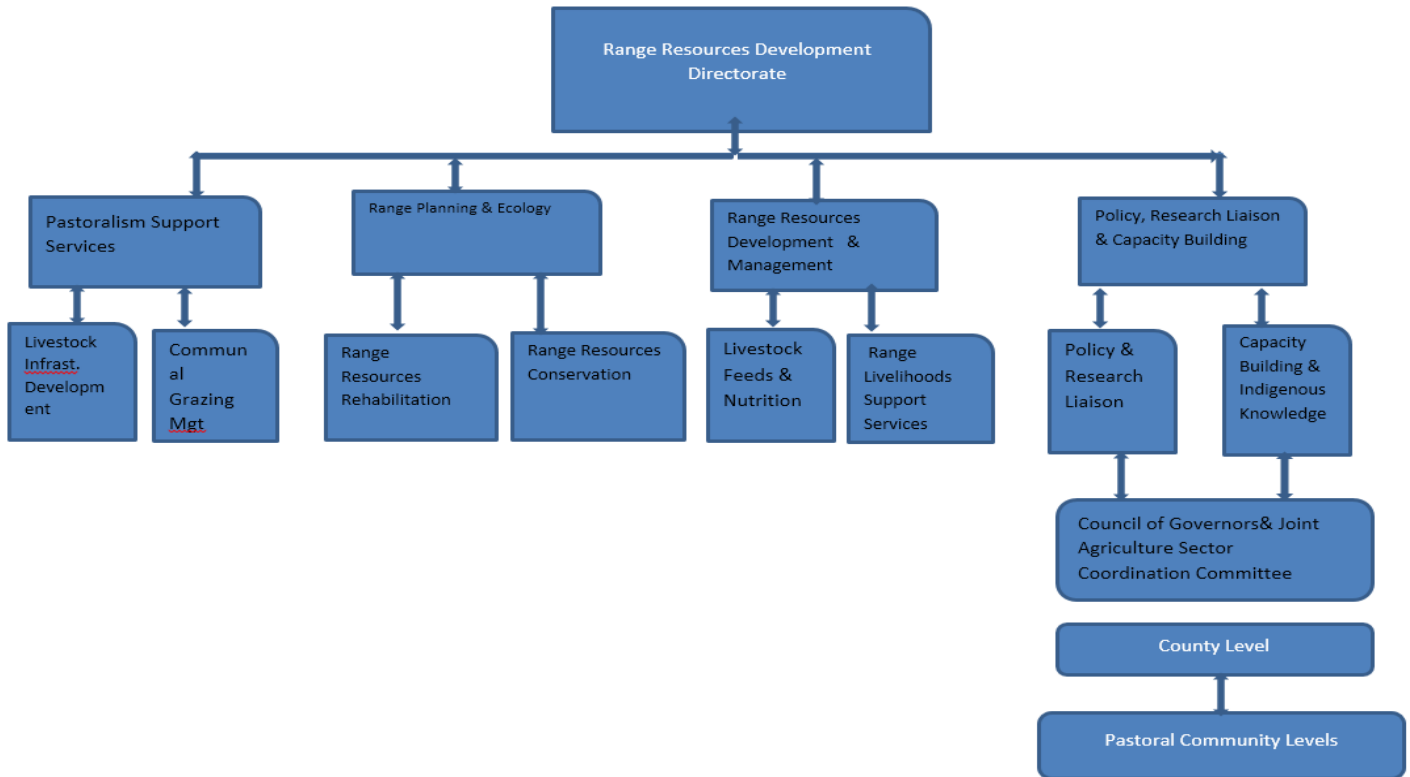 Range Resources Development
Directorate
Pastoralism Support
Services
Range Planning & Ecology
Range Resources
Development &
Management
Policy, Research Liaison
& Capacity Building
Livestock
Infrast.
Developm
ent
Commun
al
Grazing
Mgt
Range
Resources
Rehabilitation
Range Resources
Conservation
Livestock
Feeds &
Nutrition
Range
Livelihoods
Support
Services
Policy &
Research
Liaison
Capacity
Building &
Indigenous
Knowledge
Council of Governors& Joint
Agriculture Sector
Coordination Committee
County Level
Pastoral Community Levels